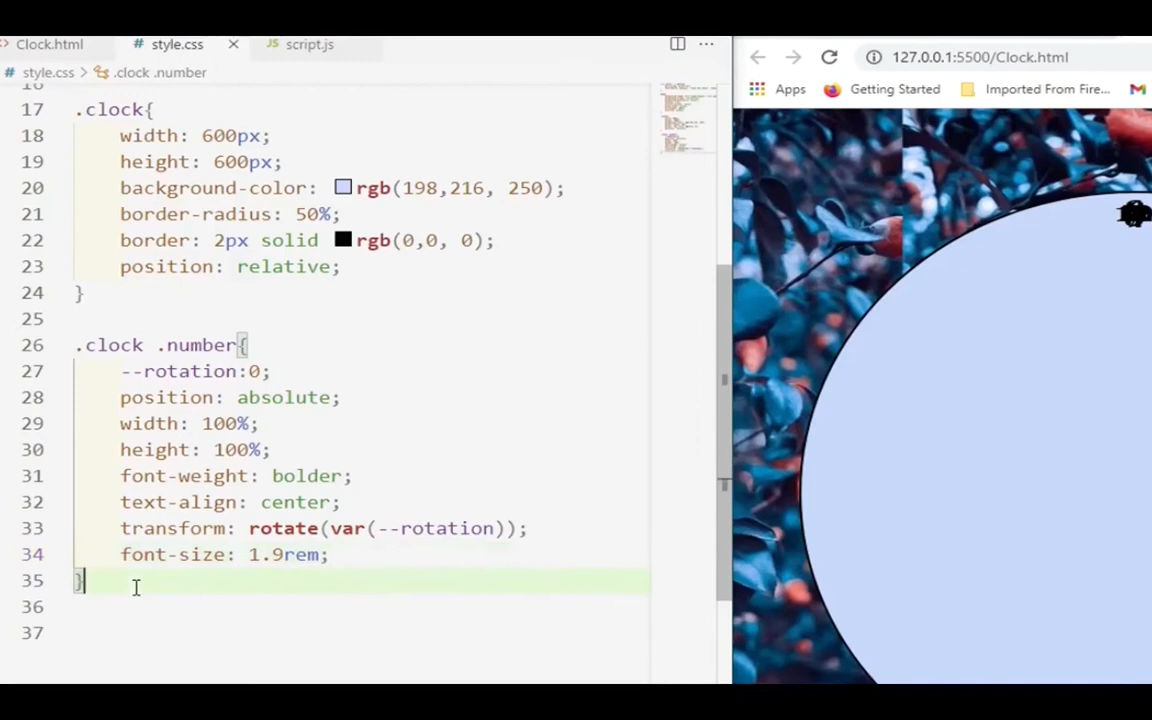 Clock.html
style.css
script.js
style.css > .clock .number
17 .clock{
18 width: 600px;
19 height: 600px;
20 background-color: rgb(198,216, 250);
21 border-radius: 50%;
22 border: 2px solid rgb(0,0, 0);
23 position: relative;
24 }
25
26 .clock .number{
27 --rotation:0;
28 position: absolute;
29 width: 100%;
30 height: 100%;
31 font-weight: bolder;
32 text-align: center;
33 transform: rotate(var(--rotation));
34 font-size: 1.9rem;
35 }
36
37
127.0.0.1:5500/Clock.html
Apps Getting Started Imported From Fire...